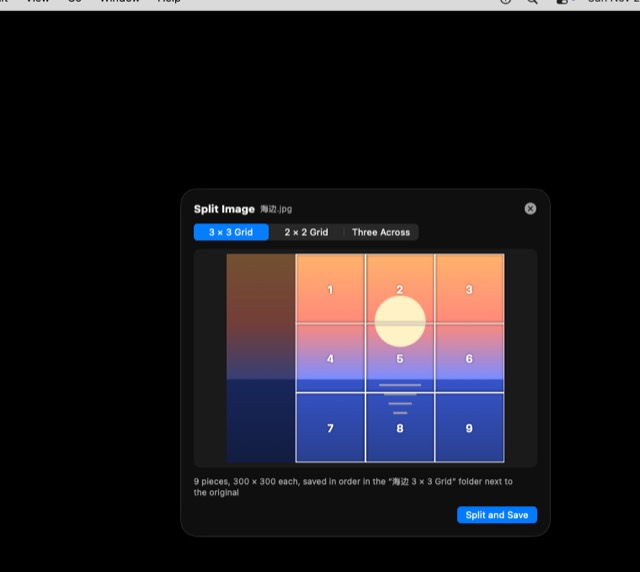 View Go Window Help
Split Image 海边.jpg
3 × 3 Grid 2 × 2 Grid Three Across
1 2 3
4 5 6
7 8 9
9 pieces, 300 × 300 each, saved in order in the “海边 3 × 3 Grid” folder next to
the original
Split and Save